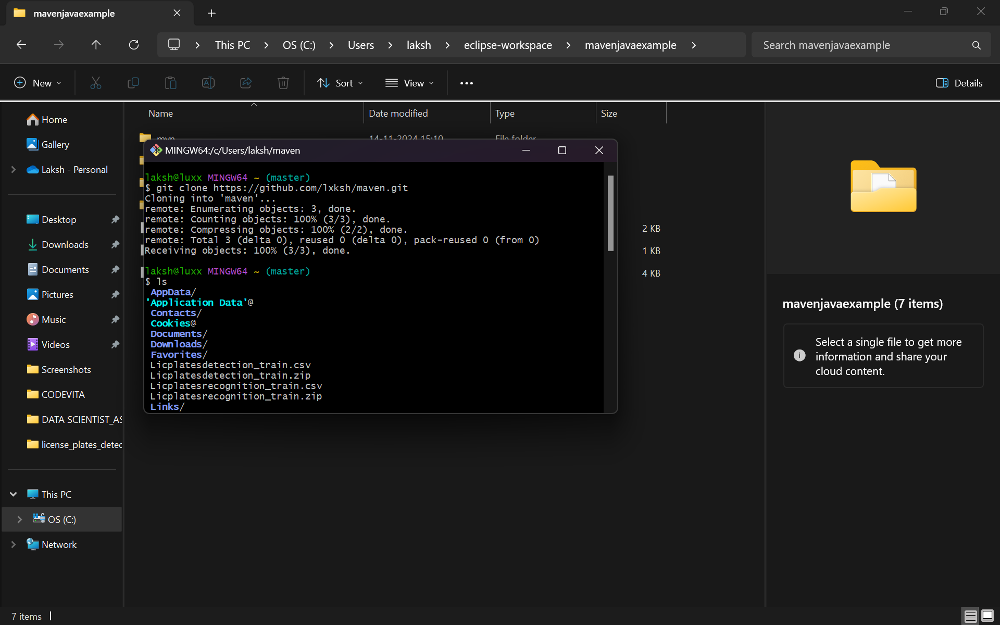 mavenjavaexample
This PC > OS (C:) > Users > laksh > eclipse-workspace > mavenjavaexample >
Search mavenjavaexample
New
Sort
View
Details
Home
Gallery
Laksh - Personal
Desktop
Downloads
Documents
Pictures
Music
Videos
Screenshots
CODEVITA
DATA SCIENTIST_AS
license_plates_detec
This PC
OS (C:)
Network
Name Date modified Type Size
mvn 14-11-2024 15:10 File folder
2 KB
1 KB
4 KB
MINGW64:/c/Users/laksh/maven
laksh@luxx MINGW64 ~ (master)
$ git clone https://github.com/lxksh/maven.git
Cloning into 'maven'...
remote: Enumerating objects: 3, done.
remote: Counting objects: 100% (3/3), done.
remote: Compressing objects: 100% (2/2), done.
remote: Total 3 (delta 0), reused 0 (delta 0), pack-reused 0 (from 0)
Receiving objects: 100% (3/3), done.
laksh@luxx MINGW64 ~ (master)
$ ls
AppData/
'Application Data'@
Contacts/
Cookies@
Documents/
Downloads/
Favorites/
Licplatesdetection_train.csv
Licplatesdetection_train.zip
Licplatesrecognition_train.csv
Licplatesrecognition_train.zip
Links/
mavenjavaexample (7 items)
Select a single file to get more
information and share your
cloud content.
7 items